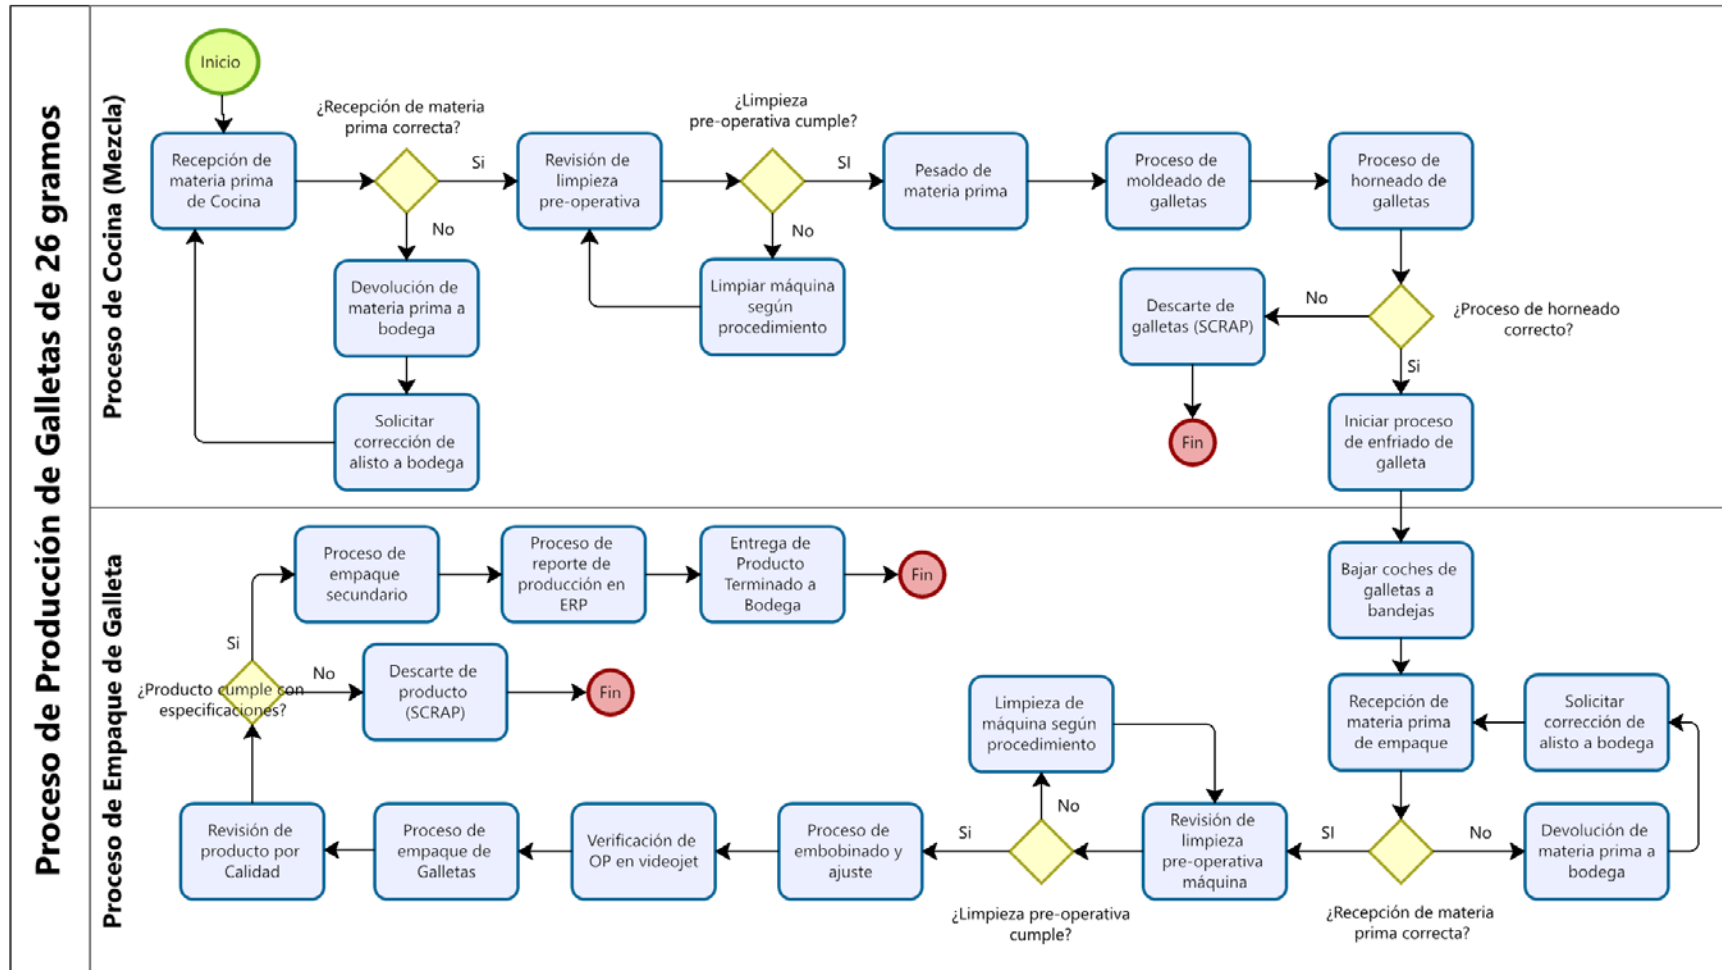 Proceso de Producción de Galletas de 26 gramos
Proceso de Cocina (Mezcla)
Inicio
Recepción de
materia prima
de Cocina
¿Recepción de materia
prima correcta?
Si
No
Devolución de
materia prima a
bodega
Solicitar
corrección de
alisto a bodega
Revisión de
limpieza
pre-operativa
¿Limpieza
pre-operativa cumple?
SI
No
Limpiar máquina
según
procedimiento
Pesado de
materia prima
Proceso de
moldeado de
galletas
Proceso de
horneado de
galletas
¿Proceso de horneado
correcto?
No
Descarte de
galletas (SCRAP)
Fin
Si
Iniciar proceso
de enfriado de
galleta
Proceso de Empaque de Galleta
Bajar coches de
galletas a
bandejas
Recepción de
materia prima
de empaque
Solicitar
corrección de
alisto a bodega
¿Recepción de materia
prima correcta?
No
Devolución de
materia prima a
bodega
SI
Revisión de
limpieza
pre-operativa
máquina
¿Limpieza pre-operativa
cumple?
No
Limpieza de
máquina según
procedimiento
Si
Proceso de
embobinado y
ajuste
Verificación de
OP en videojet
Proceso de
empaque de
Galletas
Revisión de
producto por
Calidad
¿Producto cumple con
especificaciones?
No
Descarte de
producto
(SCRAP)
Fin
Si
Proceso de
empaque
secundario
Proceso de
reporte de
producción en
ERP
Entrega de
Producto
Terminado a
Bodega
Fin